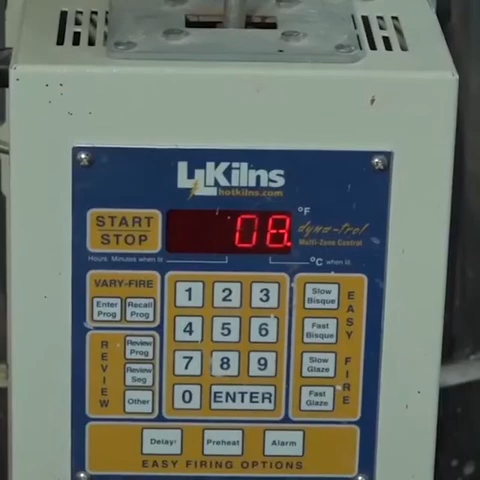 L&L Kilns
hotkilns.com
START
STOP
08.
°F
dyna-trol
Multi-Zone Control
Hours: Minutes when lit
°C when lit.
VARY-FIRE
Enter
Prog
Recall
Prog
REVIEW
Review
Prog
Review
Seg
Other
1 2 3
4 5 6
7 8 9
0 ENTER
Slow
Bisque
Fast
Bisque
Slow
Glaze
Fast
Glaze
EASY FIRE
Delay
Preheat
Alarm
EASY FIRING OPTIONS